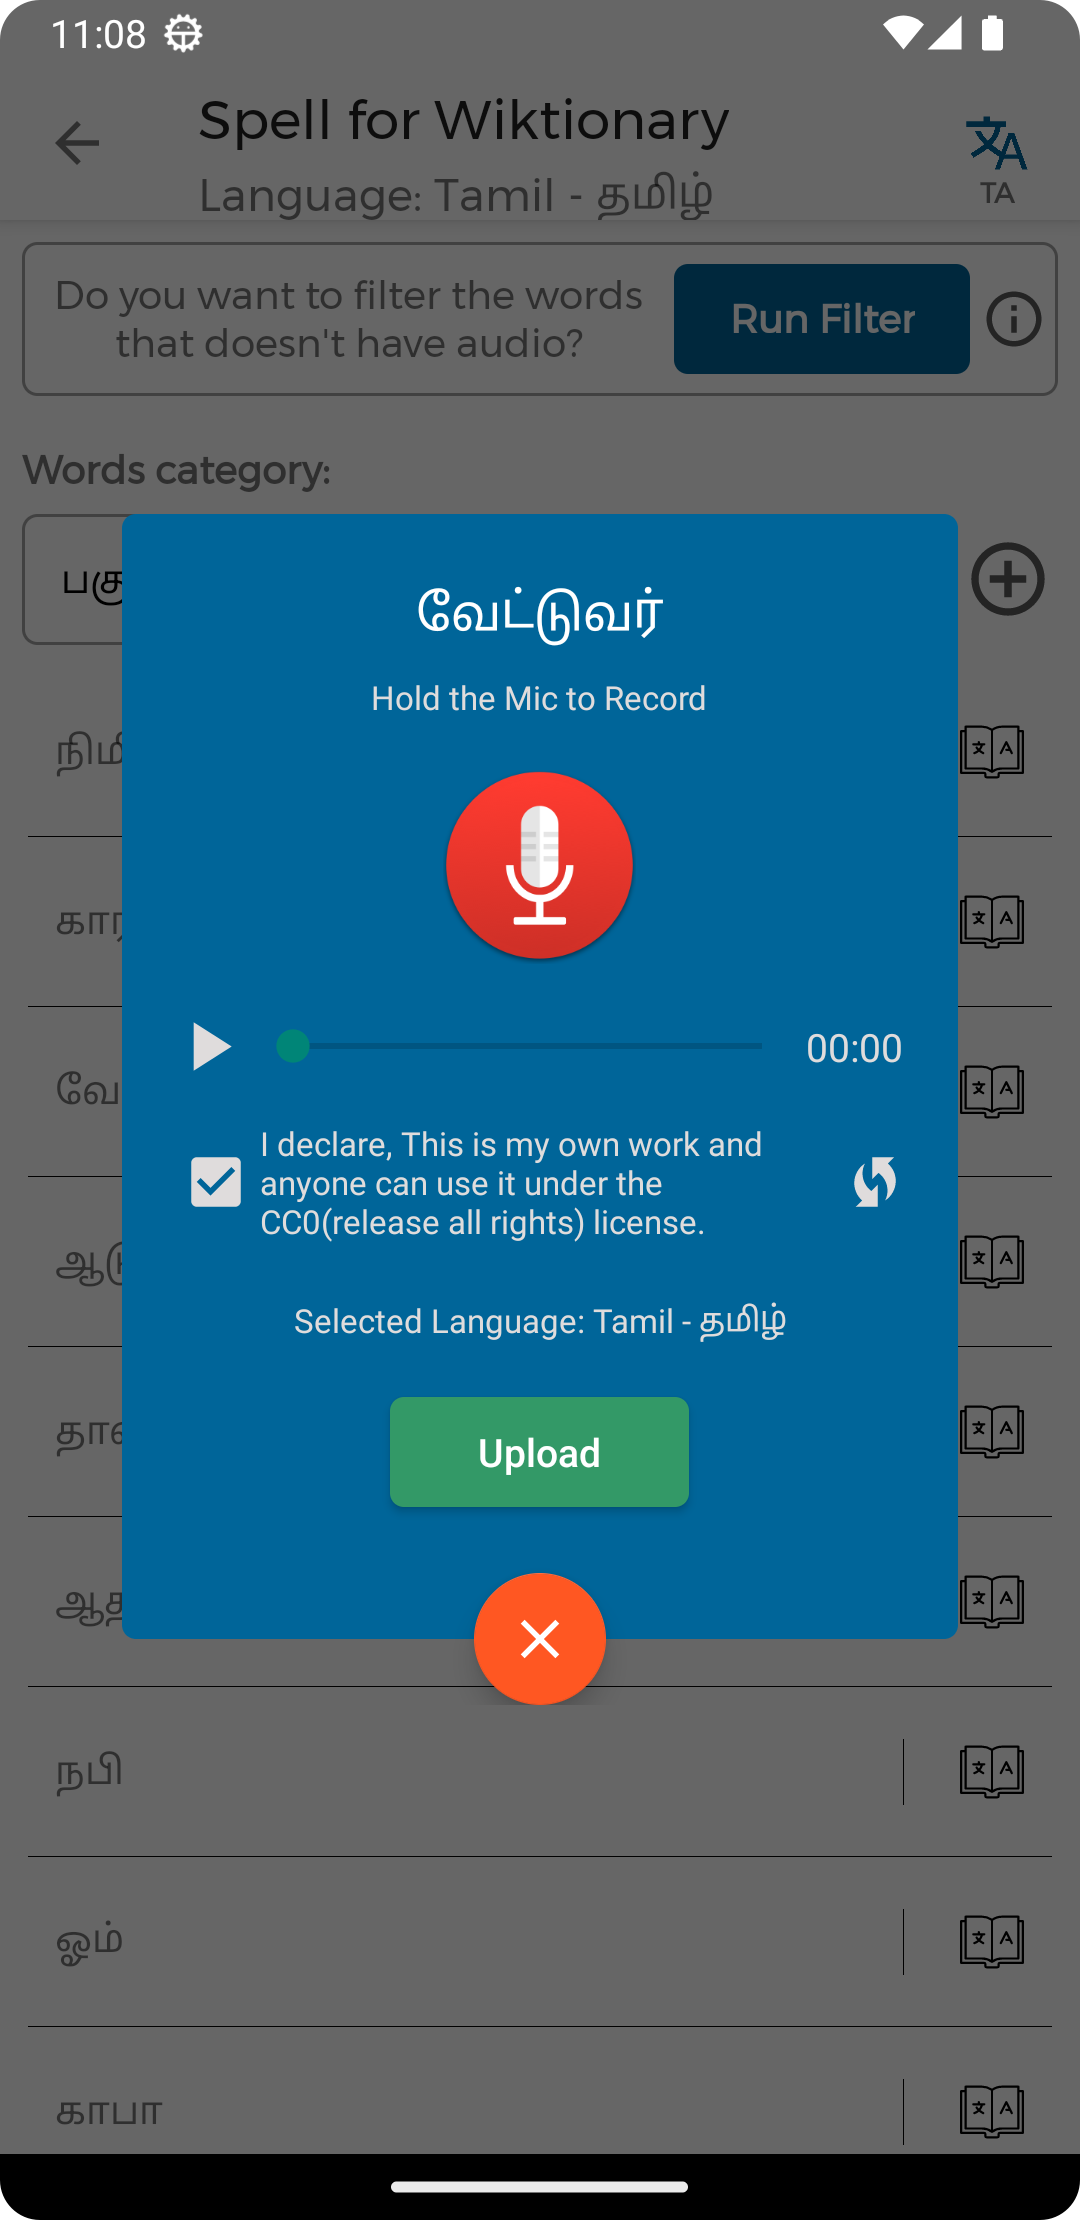 11:08
Spell for Wiktionary
Language: Tamil - தமிழ்
TA
Do you want to filter the words
that doesn't have audio?
Run Filter
Words category:
வேட்டுவர்
Hold the Mic to Record
00:00
I declare, This is my own work and
anyone can use it under the
CC0(release all rights) license.
Selected Language: Tamil - தமிழ்
Upload
நபி
ஓம்
காபா